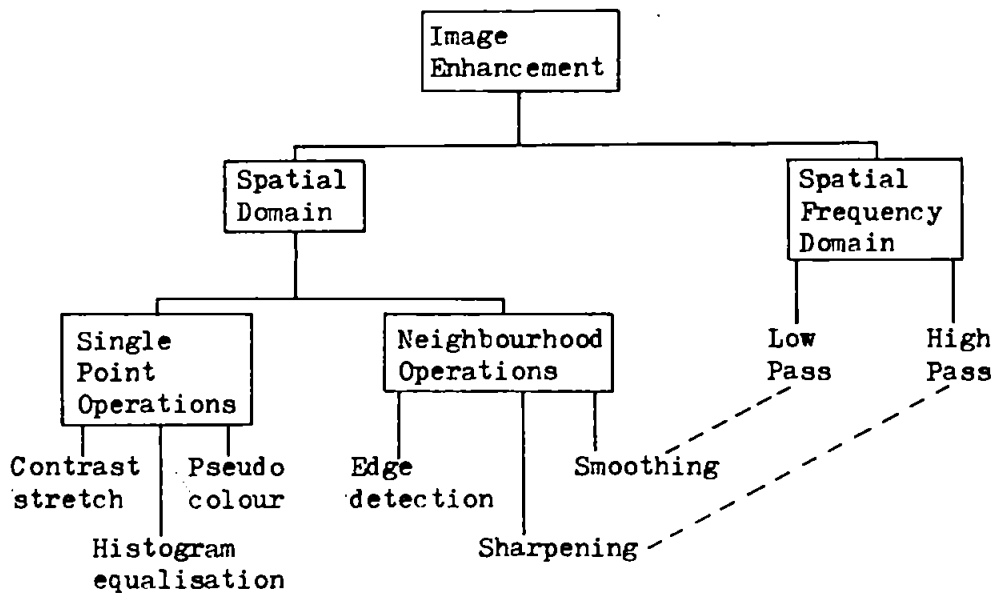 Image
Enhancement
Spatial
Domain
Spatial
Frequency
Domain
Single
Point
Operations
Neighbourhood
Operations
Low
Pass
High
Pass
Contrast
stretch
Pseudo
colour
Edge
detection
Smoothing
Histogram
equalisation
Sharpening